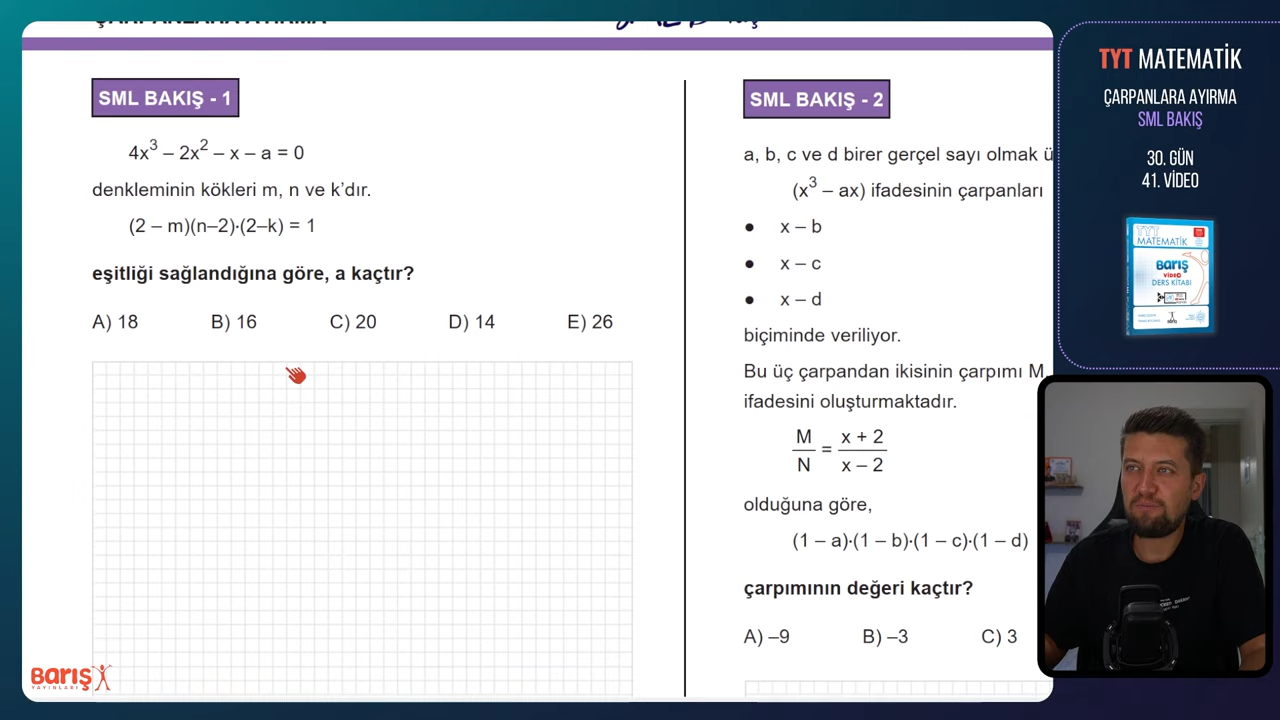 ÇARPANLARA AYIRMA
SML BAKIŞ - 1
4x³ – 2x² – x – a = 0
denkleminin kökleri m, n ve k’dır.
(2 – m)(n–2)·(2–k) = 1
eşitliği sağlandığına göre, a kaçtır?
A) 18 B) 16 C) 20 D) 14 E) 26
SML BAKIŞ - 2
a, b, c ve d birer gerçel sayı olmak ü
(x³ – ax) ifadesinin çarpanları
● x – b
● x – c
● x – d
biçiminde veriliyor.
Bu üç çarpandan ikisinin çarpımı M,
ifadesini oluşturmaktadır.
M/N = x + 2/x – 2
olduğuna göre,
(1 – a)·(1 – b)·(1 – c)·(1 – d)
çarpımının değeri kaçtır?
A) –9 B) –3 C) 3
BARIŞ
YAYINLARI
TYT MATEMATİK
ÇARPANLARA AYIRMA
SML BAKIŞ
30. GÜN
41. VİDEO
TYT
MATEMATİK
BARIŞ
VİDEO
DERS KİTABI